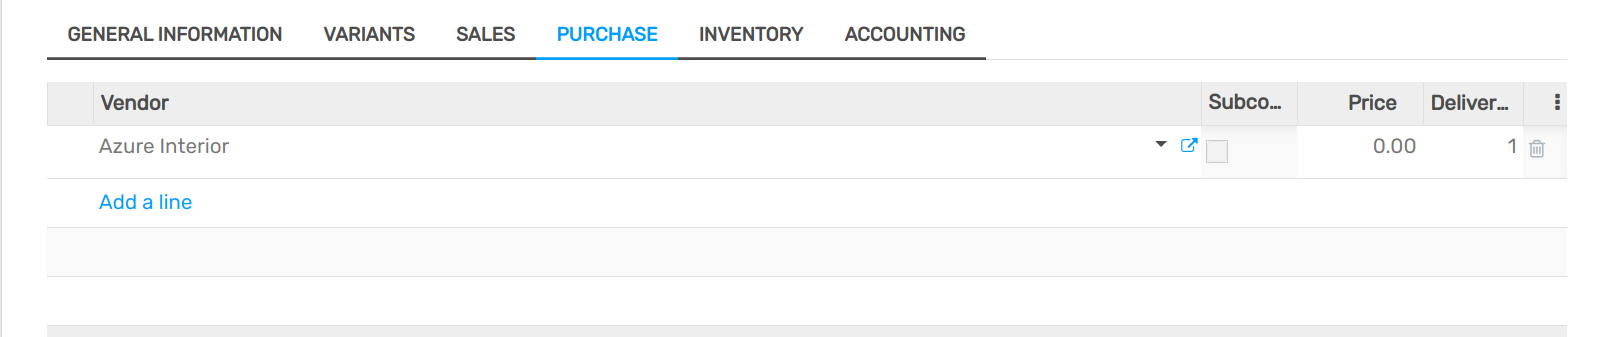 GENERAL INFORMATION VARIANTS SALES PURCHASE INVENTORY ACCOUNTING
Vendor Subco... Price Deliver...
Azure Interior 0.00 1
Add a line